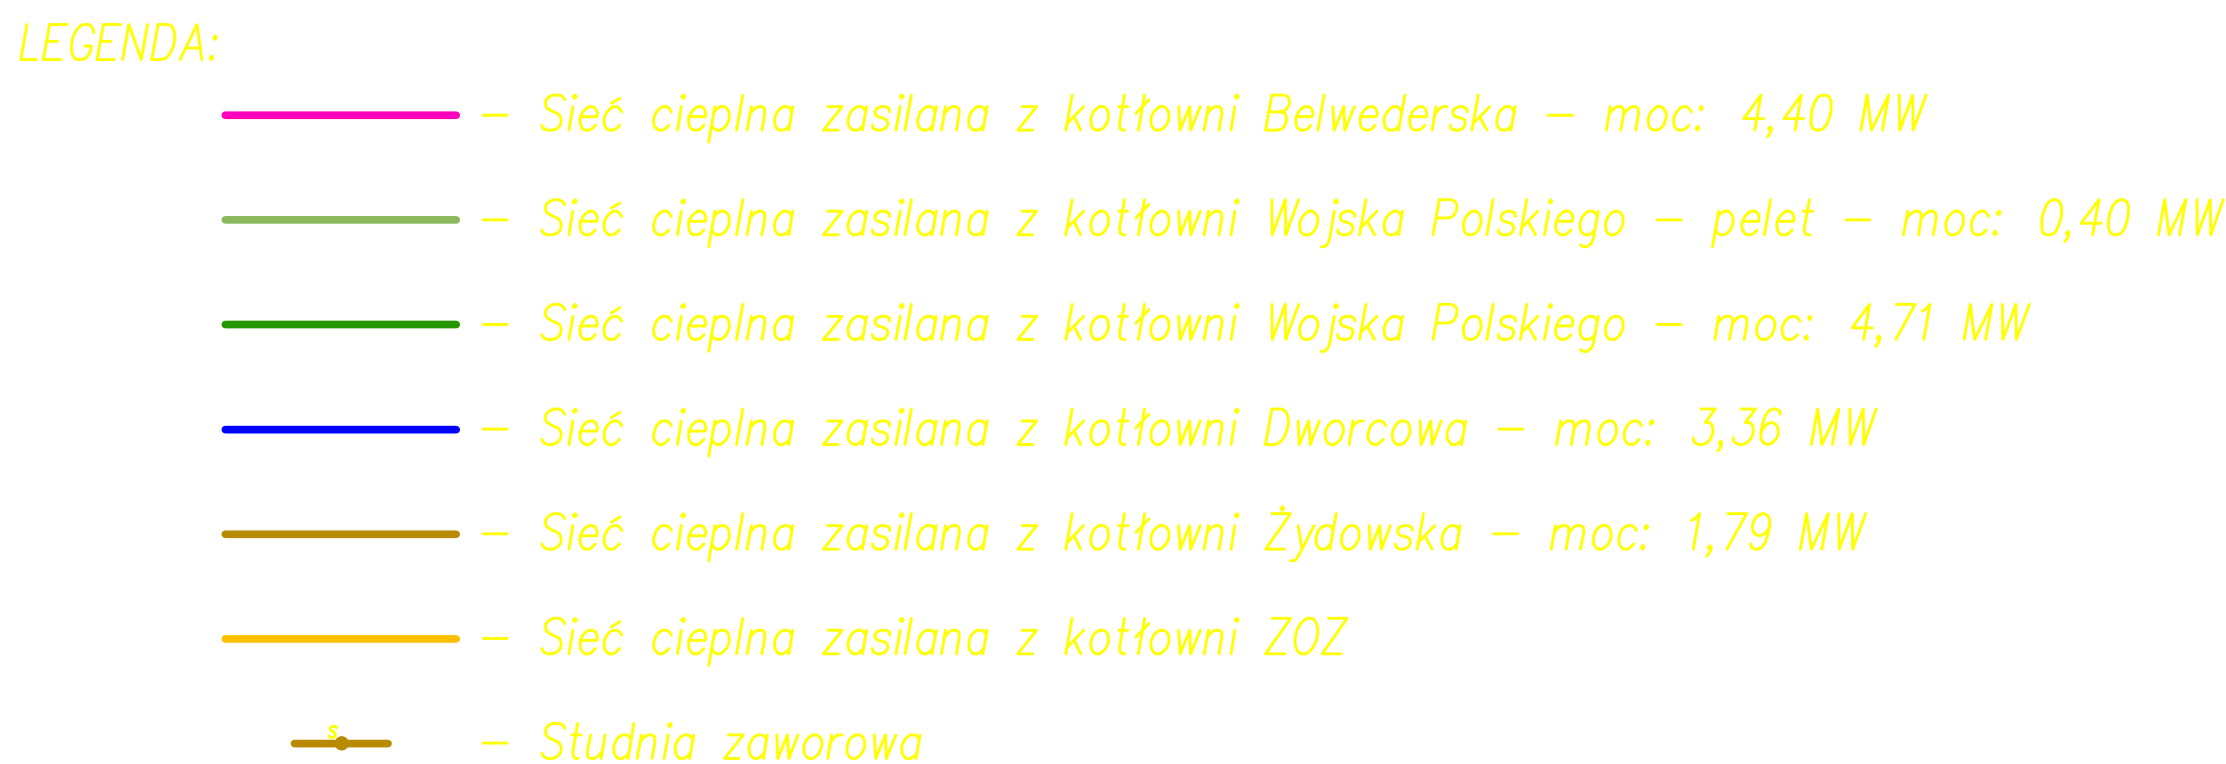 LEGENDA:
— Sieć cieplna zasilana z kotłowni Belwederska — moc: 4,40 MW
— Sieć cieplna zasilana z kotłowni Wojska Polskiego — pelet — moc: 0,40 MW
— Sieć cieplna zasilana z kotłowni Wojska Polskiego — moc: 4,71 MW
— Sieć cieplna zasilana z kotłowni Dworcowa — moc: 3,36 MW
— Sieć cieplna zasilana z kotłowni Żydowska — moc: 1,79 MW
— Sieć cieplna zasilana z kotłowni ZOZ
s — Studnia zaworowa